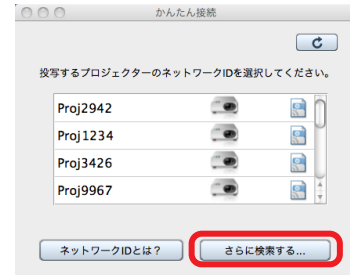 かんたん接続
投写するプロジェクターのネットワークIDを選択してください。
Proj2942
Proj1234
Proj3426
Proj9967
ネットワークIDとは？
さらに検索する...